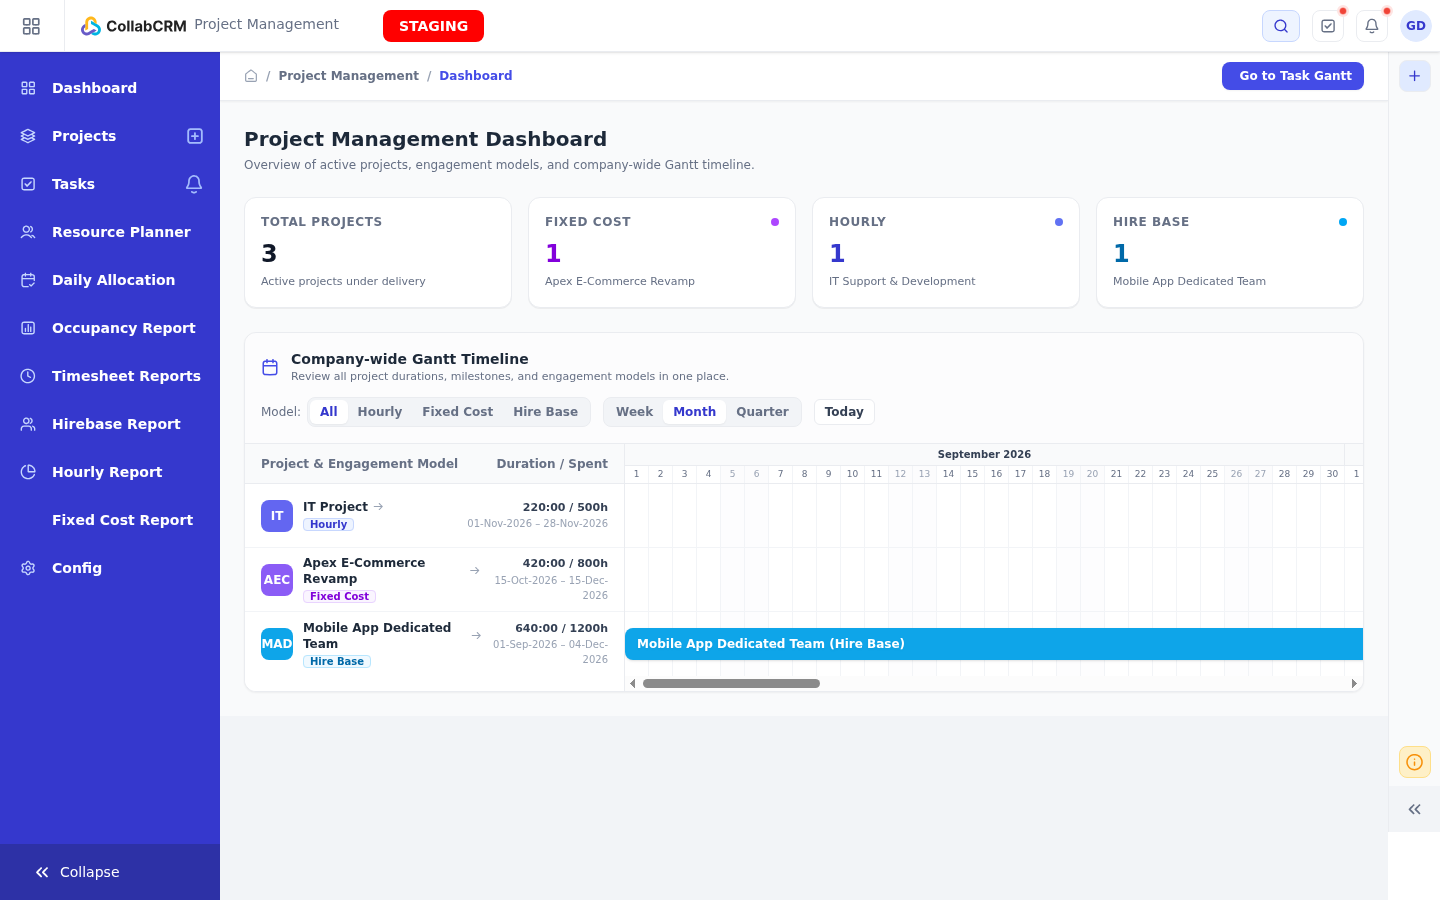 CollabCRM Project Management STAGING GD
Dashboard
Projects
Tasks
Resource Planner
Daily Allocation
Occupancy Report
Timesheet Reports
Hirebase Report
Hourly Report
Fixed Cost Report
Config
Collapse
/ Project Management / Dashboard
Go to Task Gantt
Project Management Dashboard
Overview of active projects, engagement models, and company-wide Gantt timeline.
TOTAL PROJECTS
3
Active projects under delivery
FIXED COST
1
Apex E-Commerce Revamp
HOURLY
1
IT Support & Development
HIRE BASE
1
Mobile App Dedicated Team
Company-wide Gantt Timeline
Review all project durations, milestones, and engagement models in one place.
Model: All Hourly Fixed Cost Hire Base Week Month Quarter Today
Project & Engagement Model Duration / Spent
September 2026
1 2 3 4 5 6 7 8 9 10 11 12 13 14 15 16 17 18 19 20 21 22 23 24 25 26 27 28 29 30 1
IT IT Project → 220:00 / 500h
Hourly 01-Nov-2026 – 28-Nov-2026
AEC Apex E-Commerce → 420:00 / 800h
Revamp 15-Oct-2026 – 15-Dec-
Fixed Cost 2026
MAD Mobile App Dedicated → 640:00 / 1200h
Team 01-Sep-2026 – 04-Dec-
Hire Base 2026
Mobile App Dedicated Team (Hire Base)